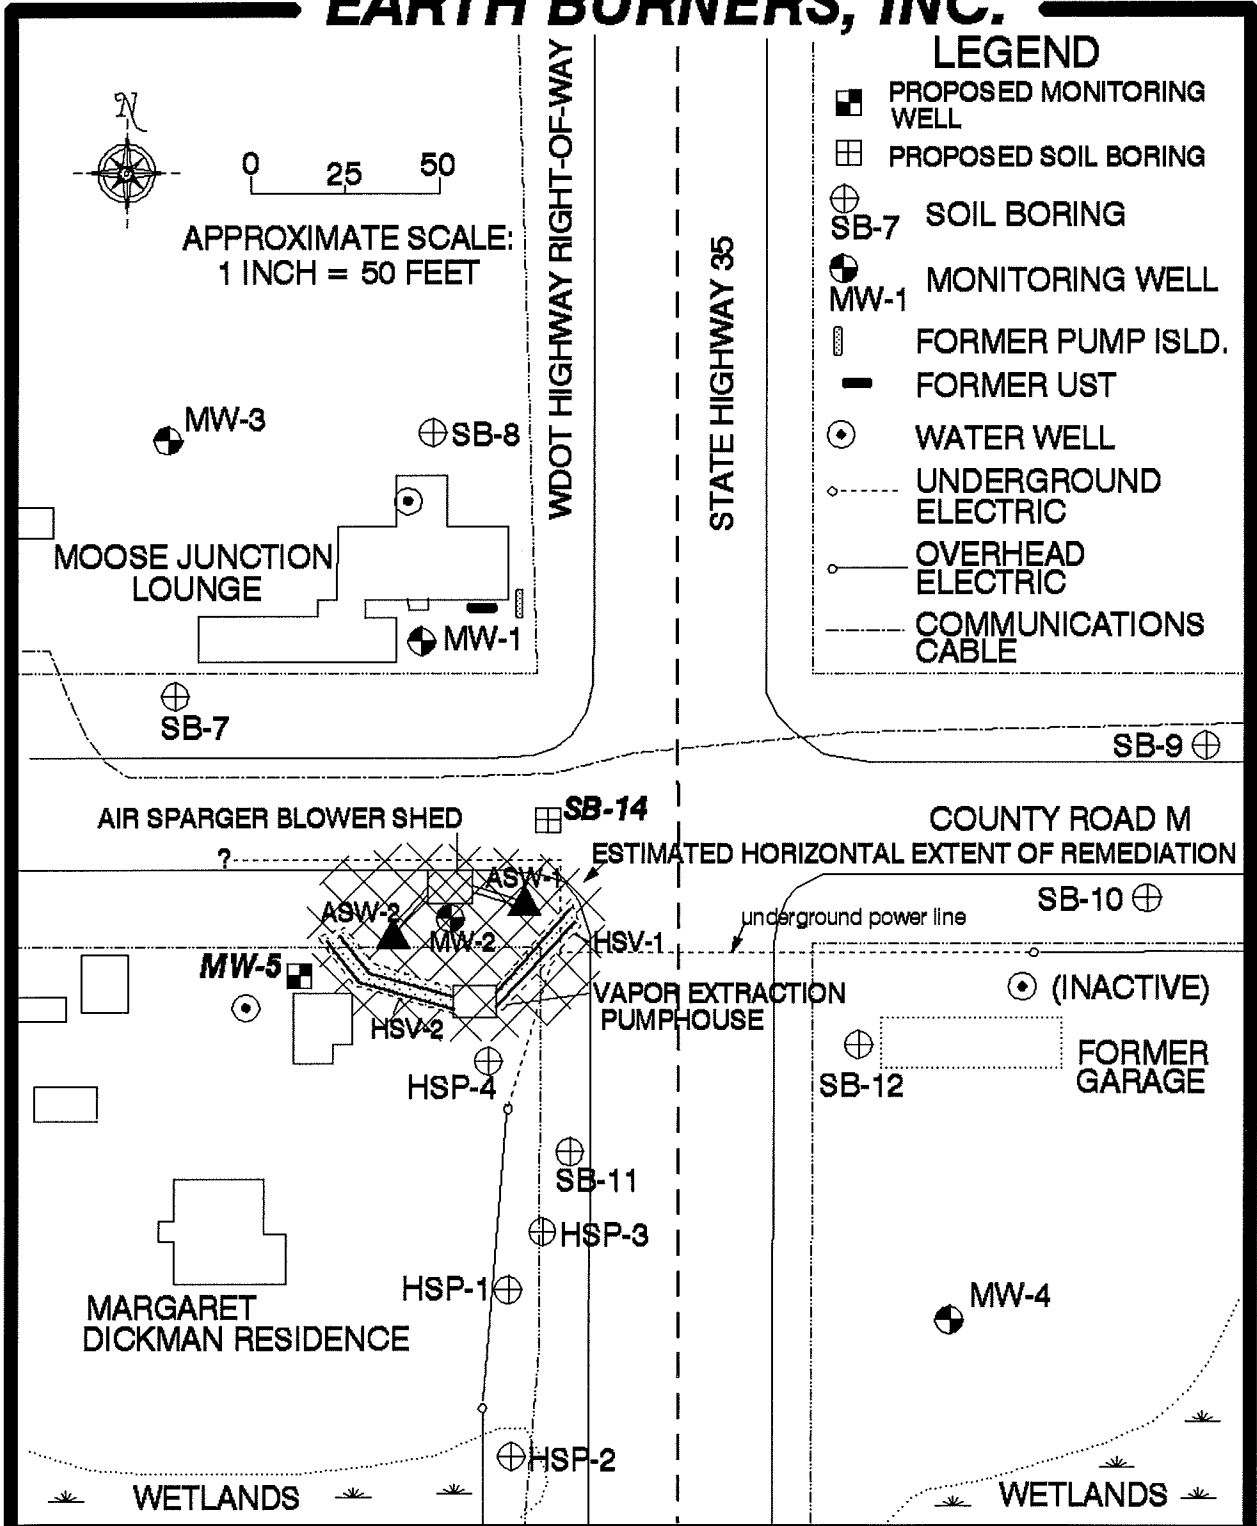 EARTH BURNERS, INC.
LEGEND
PROPOSED MONITORING
WELL
PROPOSED SOIL BORING
SB-7 SOIL BORING
MW-1 MONITORING WELL
FORMER PUMP ISLD.
FORMER UST
WATER WELL
UNDERGROUND
ELECTRIC
OVERHEAD
ELECTRIC
COMMUNICATIONS
CABLE
N
0 25 50
APPROXIMATE SCALE:
1 INCH = 50 FEET
WDOT HIGHWAY RIGHT-OF-WAY
STATE HIGHWAY 35
MW-3
SB-8
MOOSE JUNCTION
LOUNGE
MW-1
SB-7
SB-9
AIR SPARGER BLOWER SHED
SB-14
COUNTY ROAD M
?
ESTIMATED HORIZONTAL EXTENT OF REMEDIATION
ASW-1
SB-10
ASW-2
underground power line
MW-2
HSV-1
MW-5
VAPOR EXTRACTION
PUMPHOUSE
(INACTIVE)
HSV-2
HSP-4
SB-12
FORMER
GARAGE
SB-11
HSP-3
HSP-1
MW-4
MARGARET
DICKMAN RESIDENCE
HSP-2
WETLANDS
WETLANDS